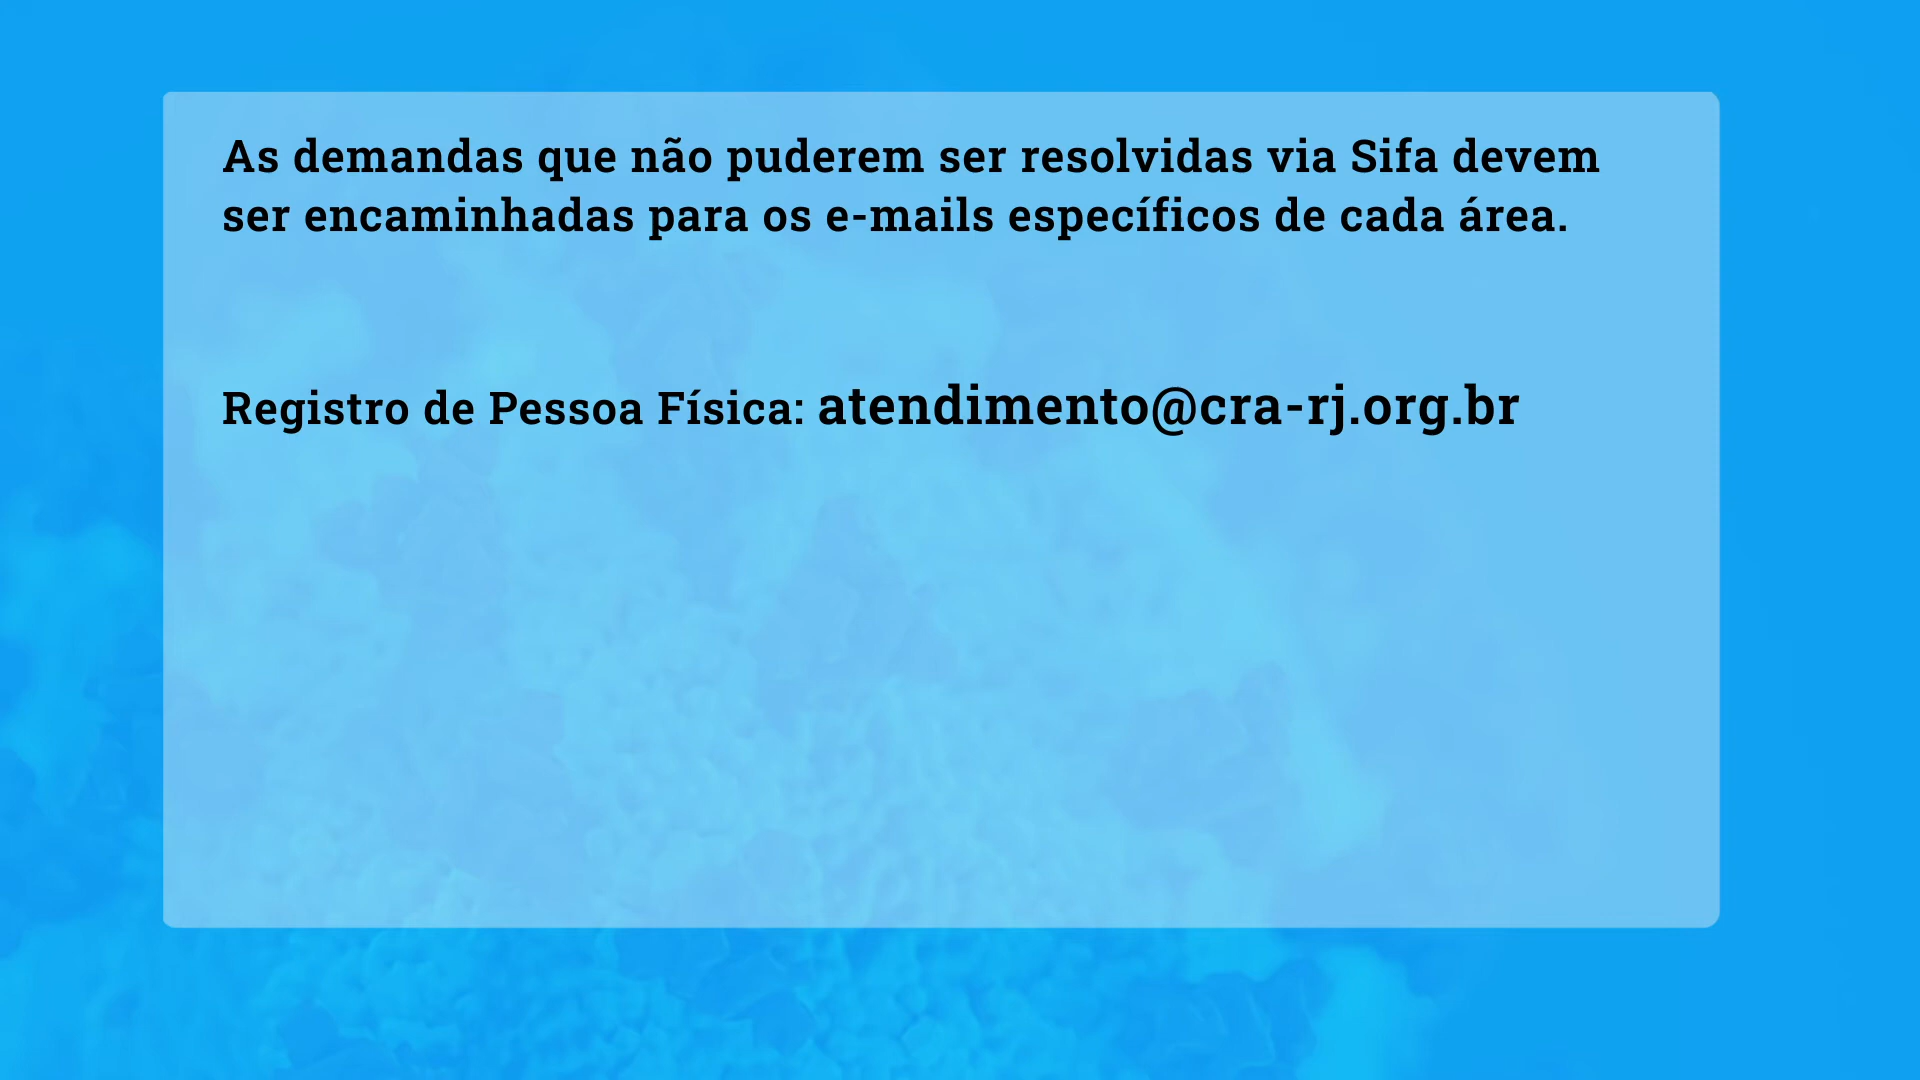 As demandas que não puderem ser resolvidas via Sifa devem
ser encaminhadas para os e-mails específicos de cada área.
Registro de Pessoa Física: atendimento@cra-rj.org.br